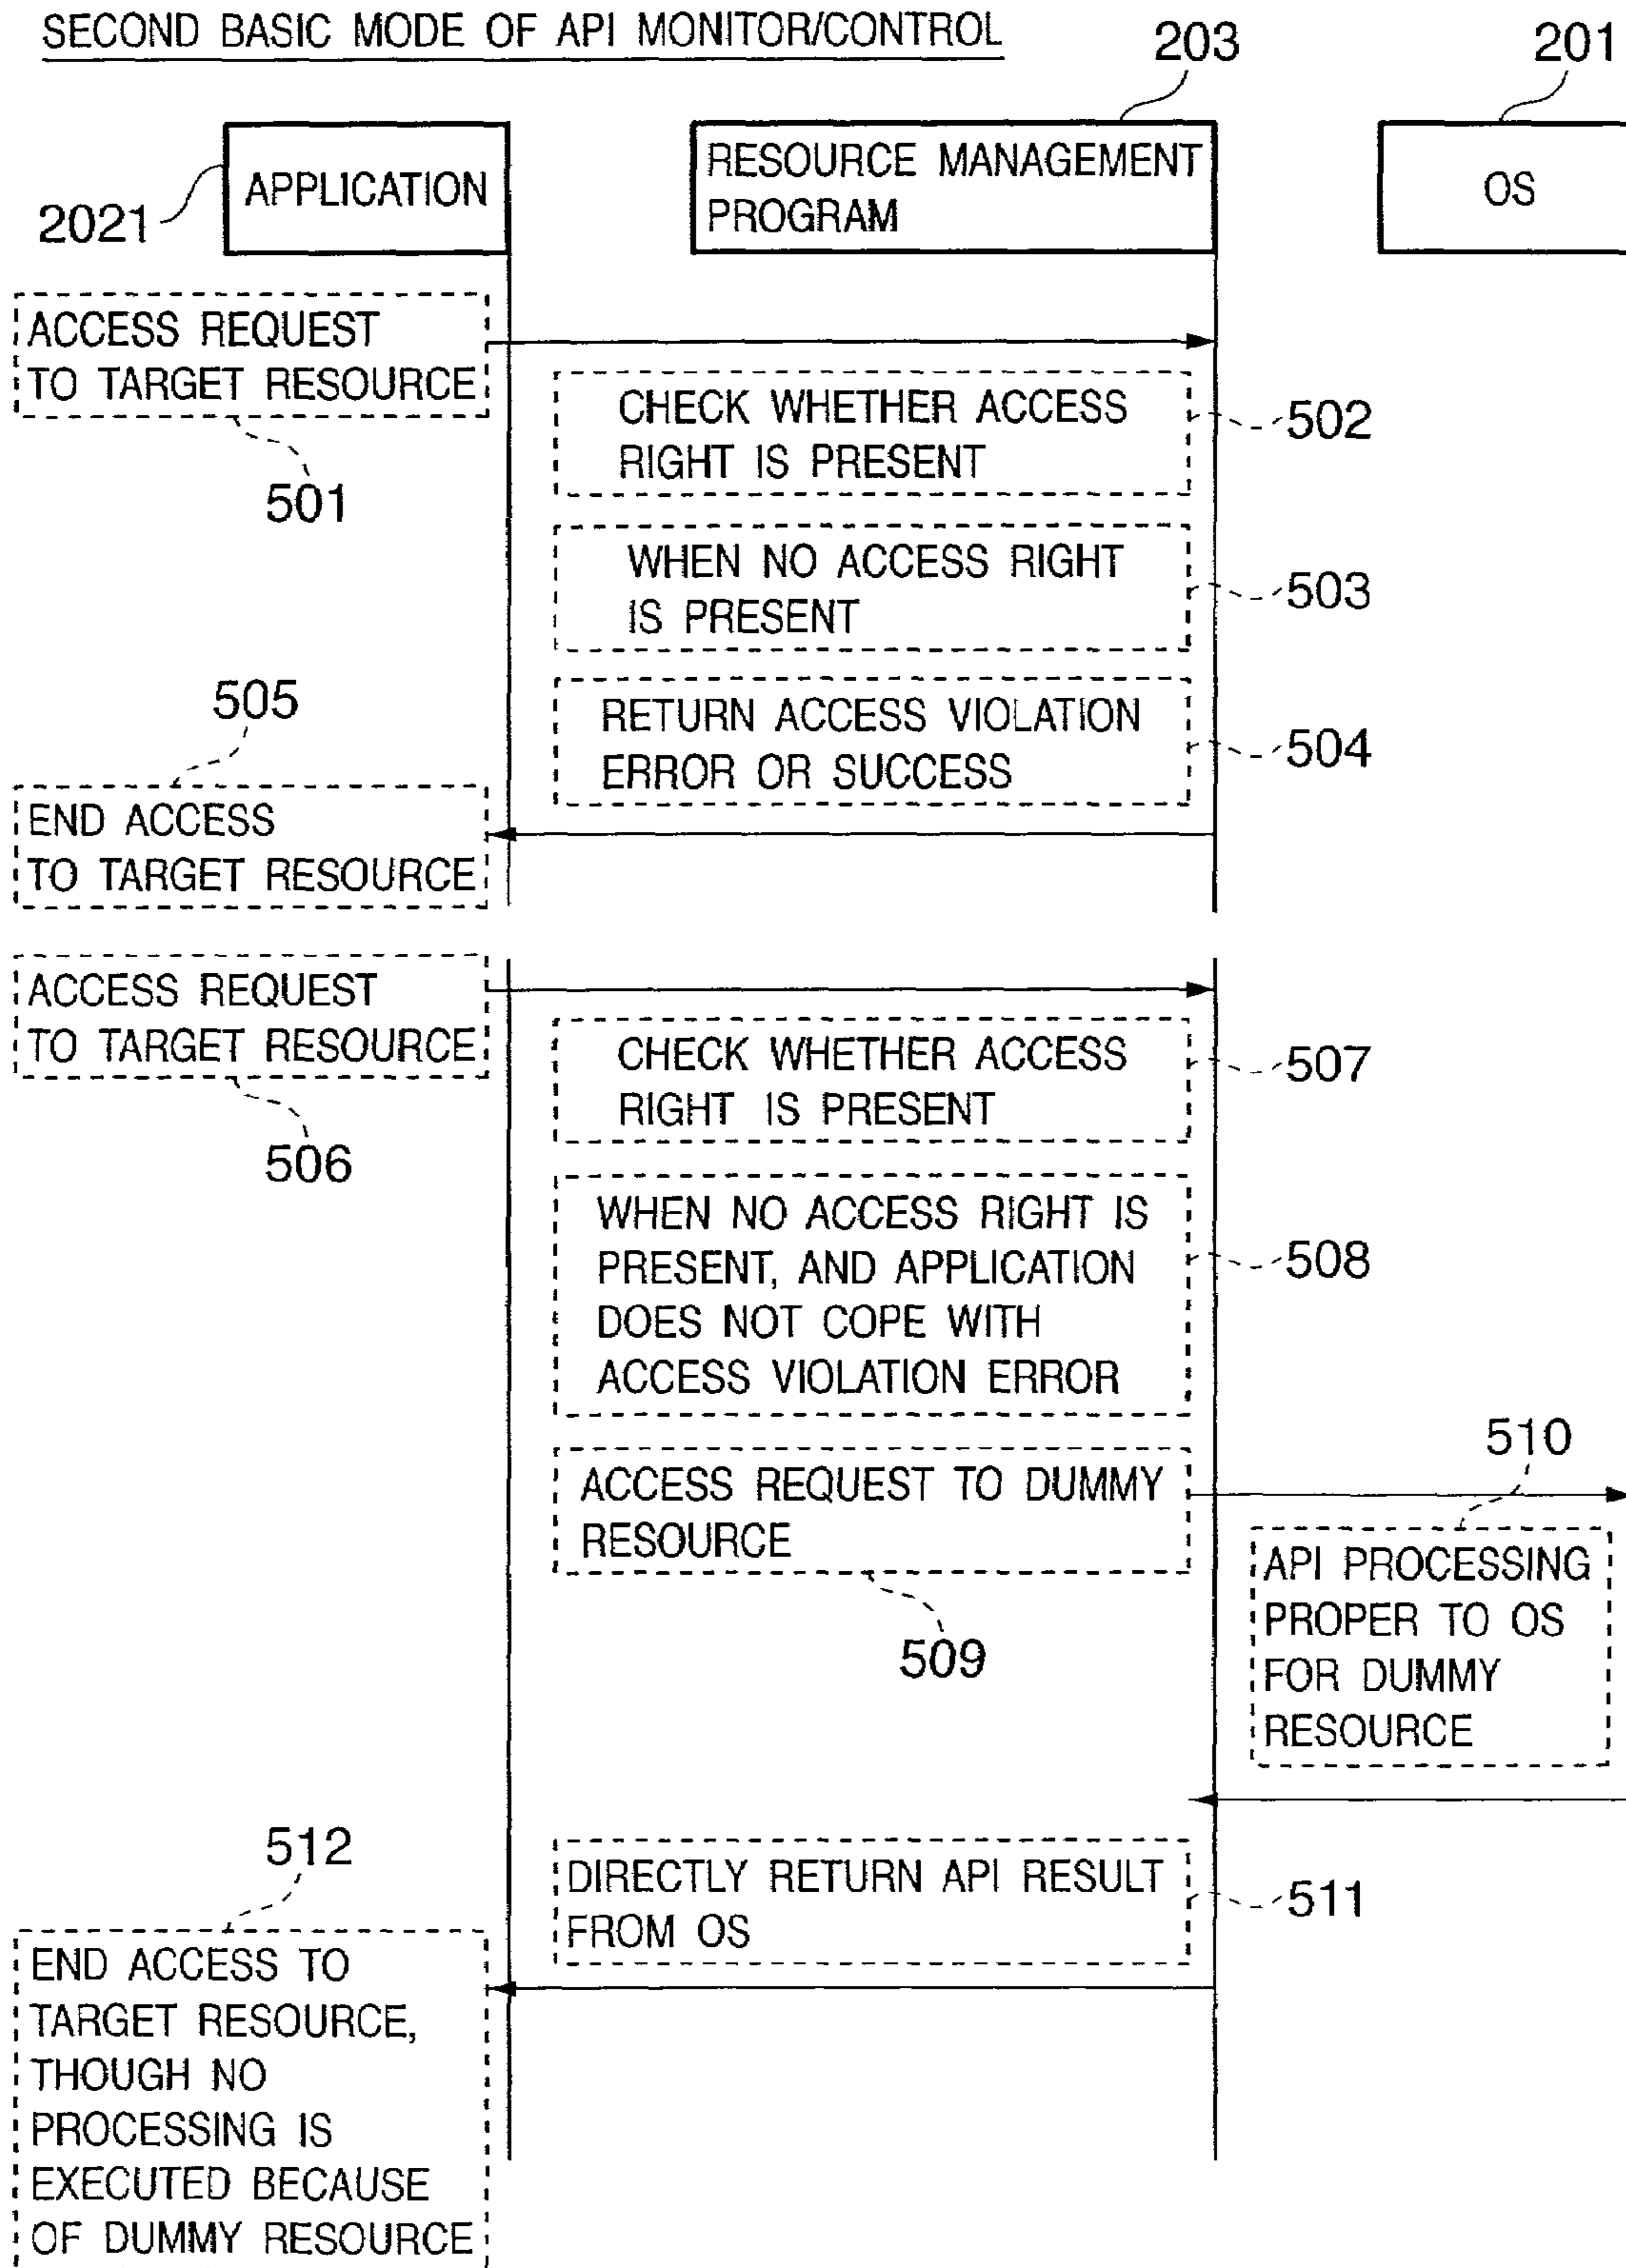 SECOND BASIC MODE OF API MONITOR/CONTROL
203
201
APPLICATION
RESOURCE MANAGEMENT
PROGRAM
OS
2021
ACCESS REQUEST
TO TARGET RESOURCE
501
CHECK WHETHER ACCESS
RIGHT IS PRESENT
502
WHEN NO ACCESS RIGHT
IS PRESENT
503
RETURN ACCESS VIOLATION
ERROR OR SUCCESS
504
505
END ACCESS
TO TARGET RESOURCE
ACCESS REQUEST
TO TARGET RESOURCE
506
CHECK WHETHER ACCESS
RIGHT IS PRESENT
507
WHEN NO ACCESS RIGHT IS
PRESENT, AND APPLICATION
DOES NOT COPE WITH
ACCESS VIOLATION ERROR
508
ACCESS REQUEST TO DUMMY
RESOURCE
509
510
API PROCESSING
PROPER TO OS
FOR DUMMY
RESOURCE
DIRECTLY RETURN API RESULT
FROM OS
511
512
END ACCESS TO
TARGET RESOURCE,
THOUGH NO
PROCESSING IS
EXECUTED BECAUSE
OF DUMMY RESOURCE